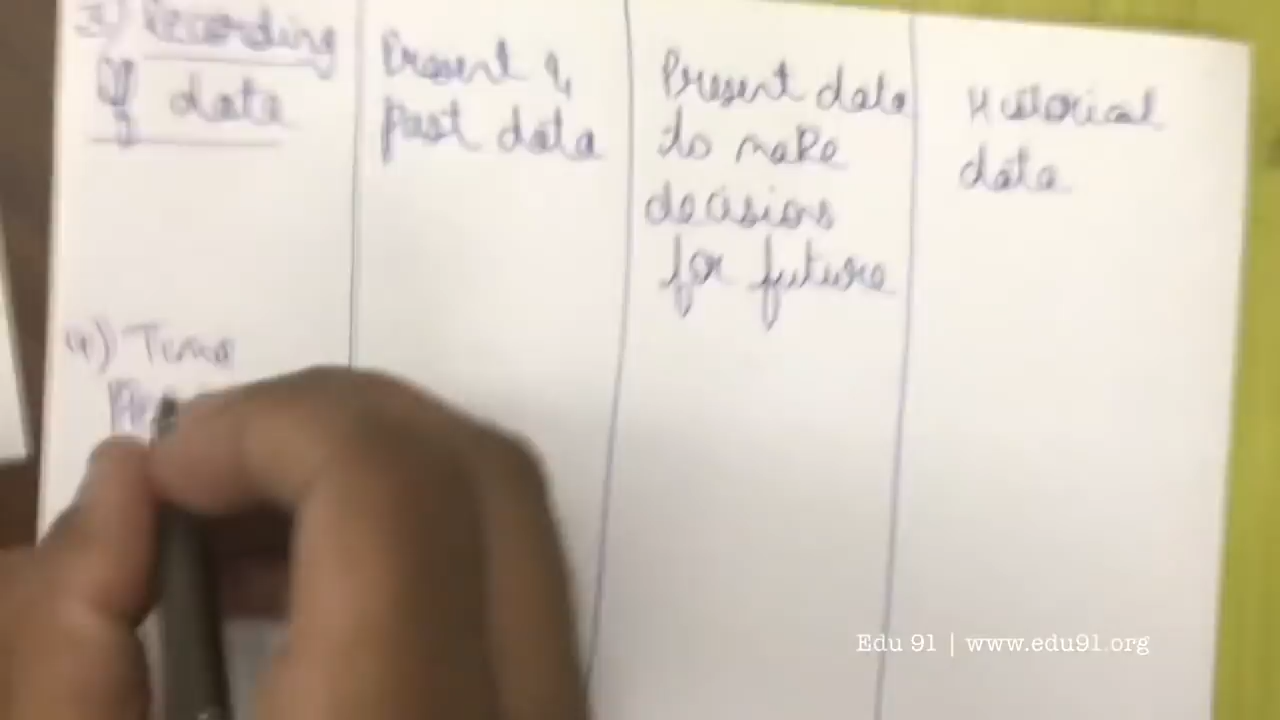 3) Recording
of data
Present &
past data
Present data
to make
decisions
for future
Historical
data
4) Time
Edu 91 | www.edu91.org